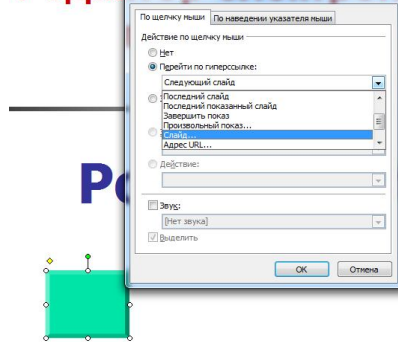 По щелчку мыши По наведении указателя мыши
Действие по щелчку мыши
Нет
Перейти по гиперссылке:
Следующий слайд
Последний слайд
Последний показанный слайд
Завершить показ
Произвольный показ...
Слайд...
Адрес URL...
Действие:
Звук:
[Нет звука]
Выделить
ОК Отмена